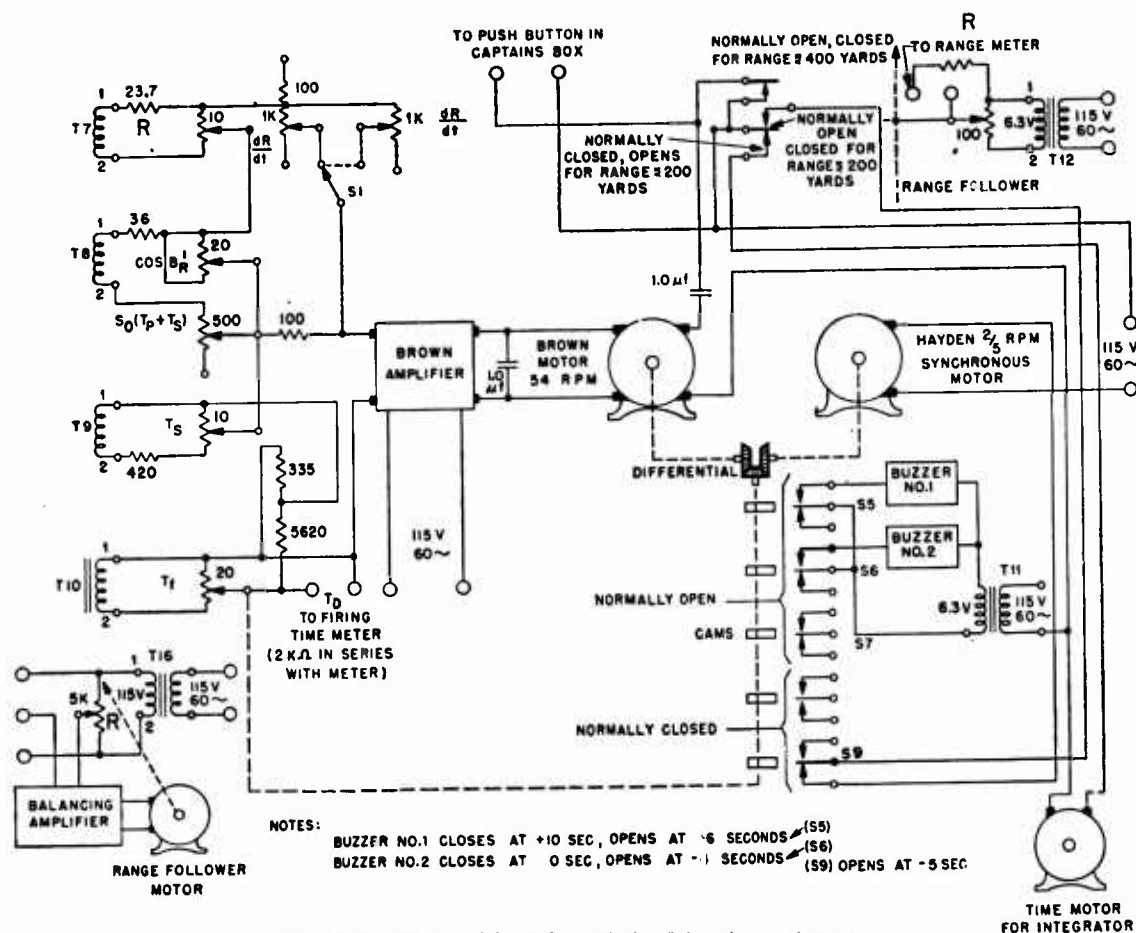 TO PUSH BUTTON IN
CAPTAINS BOX
NORMALLY OPEN, CLOSED
FOR RANGE ≅ 400 YARDS
R
TO RANGE METER
1
23.7
R
T7
2
10
dR
dt
100
1K
1K
dR
dt
S1
NORMALLY
CLOSED, OPENS
FOR RANGE ≅ 200
YARDS
NORMALLY
OPEN
CLOSED FOR
RANGE ≅ 200
YARDS
100
1
6.3V
2
T12
115 V
60~
RANGE FOLLOWER
1
36
T8
COS B'R
20
2
S0(TP+TS)
500
100
1.0 μf
BROWN
AMPLIFIER
1.0
μf
BROWN
MOTOR
54 RPM
HAYDEN 2/5 RPM
SYNCHRONOUS
MOTOR
115 V
60~
1
T9
TS
10
2
420
335
5620
DIFFERENTIAL
BUZZER
NO.1
S5
BUZZER
NO.2
S6
T11
6.3V
115 V
60~
1
T10
Tf
20
2
115 V
60~
TD
TO FIRING
TIME METER
(2 KΩ IN SERIES
WITH METER)
NORMALLY OPEN
CAMS
S7
NORMALLY CLOSED
S9
1
T16
5K
R
115V
2
115 V
60~
BALANCING
AMPLIFIER
RANGE FOLLOWER
MOTOR
NOTES:
BUZZER NO.1 CLOSES AT +10 SEC, OPENS AT 6 SECONDS (S5)
BUZZER NO.2 CLOSES AT 0 SEC, OPENS AT - SECONDS (S6)
(S9) OPENS AT -5 SEC
TIME MOTOR
FOR INTEGRATOR